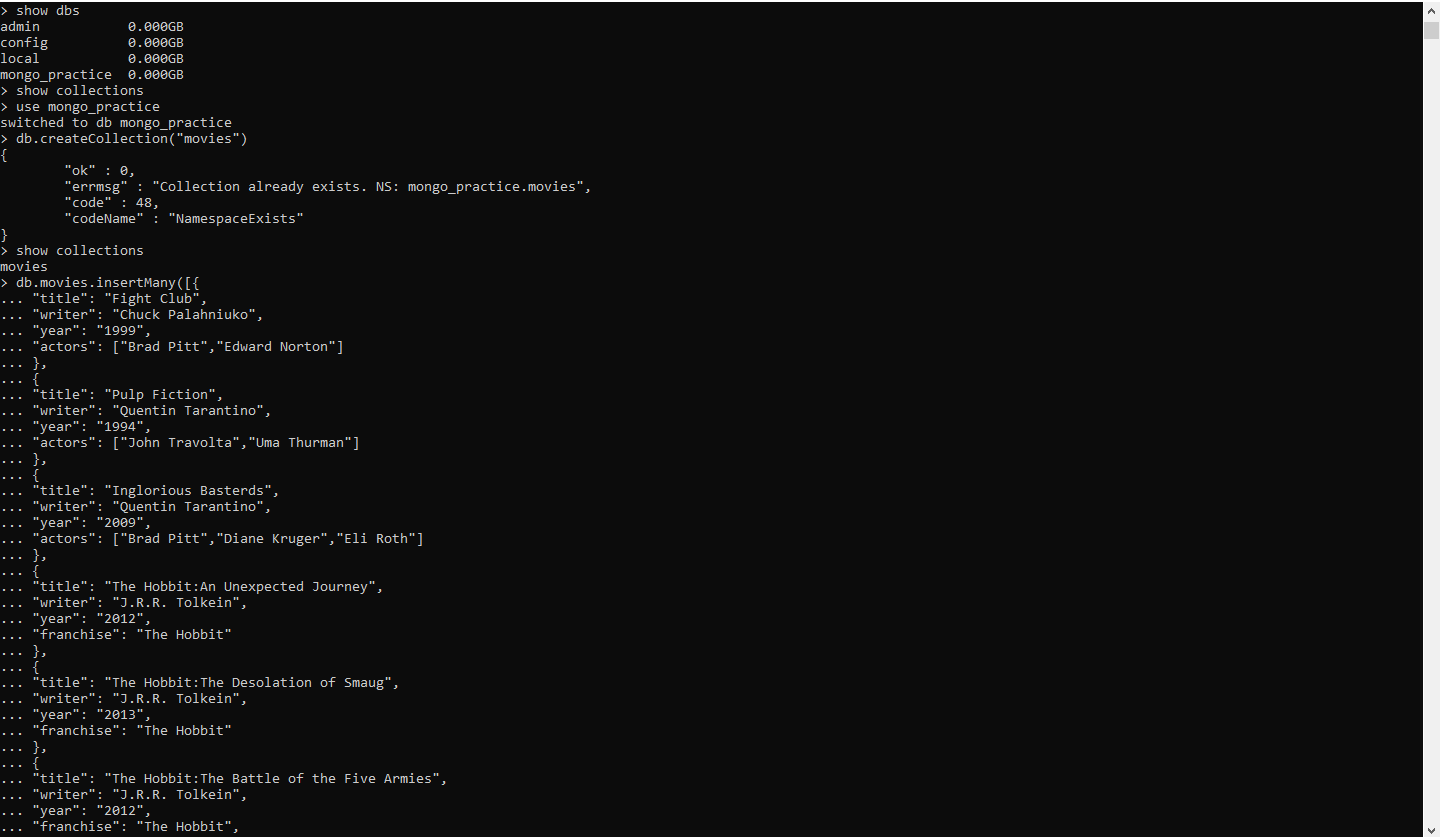 > show dbs
admin           0.000GB
config          0.000GB
local           0.000GB
mongo_practice  0.000GB
> show collections
> use mongo_practice
switched to db mongo_practice
> db.createCollection("movies")
{
        "ok" : 0,
        "errmsg" : "Collection already exists. NS: mongo_practice.movies",
        "code" : 48,
        "codeName" : "NamespaceExists"
}
> show collections
movies
> db.movies.insertMany([{
... "title": "Fight Club",
... "writer": "Chuck Palahniuko",
... "year": "1999",
... "actors": ["Brad Pitt","Edward Norton"]
... },
... {
... "title": "Pulp Fiction",
... "writer": "Quentin Tarantino",
... "year": "1994",
... "actors": ["John Travolta","Uma Thurman"]
... },
... {
... "title": "Inglorious Basterds",
... "writer": "Quentin Tarantino",
... "year": "2009",
... "actors": ["Brad Pitt","Diane Kruger","Eli Roth"]
... },
... {
... "title": "The Hobbit:An Unexpected Journey",
... "writer": "J.R.R. Tolkein",
... "year": "2012",
... "franchise": "The Hobbit"
... },
... {
... "title": "The Hobbit:The Desolation of Smaug",
... "writer": "J.R.R. Tolkein",
... "year": "2013",
... "franchise": "The Hobbit"
... },
... {
... "title": "The Hobbit:The Battle of the Five Armies",
... "writer": "J.R.R. Tolkein",
... "year": "2012",
... "franchise": "The Hobbit",